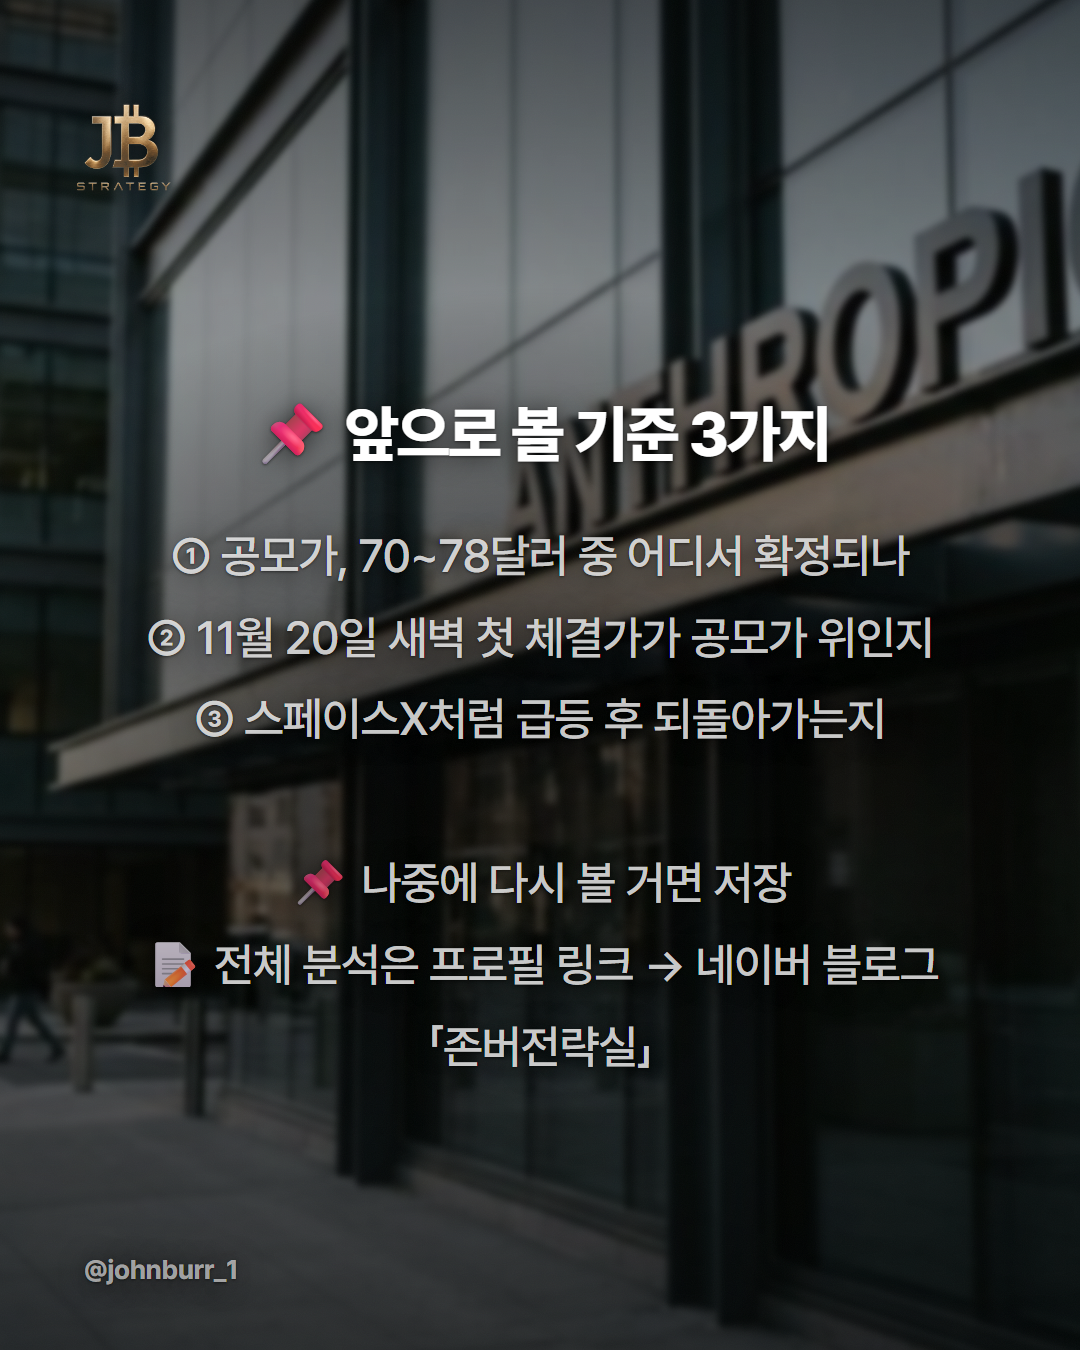 JB
STRATEGY
ANTHROPIC
📌 앞으로 볼 기준 3가지
① 공모가, 70~78달러 중 어디서 확정되나
② 11월 20일 새벽 첫 체결가가 공모가 위인지
③ 스페이스X처럼 급등 후 되돌아가는지
📌 나중에 다시 볼 거면 저장
📝 전체 분석은 프로필 링크 → 네이버 블로그
「존버전략실」
@johnburr_1